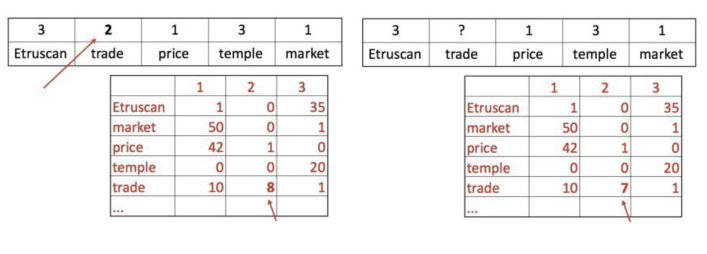 3 2 1 3 1
Etruscan trade price temple market
1 2 3
Etruscan 1 0 35
market 50 0 1
price 42 1 0
temple 0 0 20
trade 10 8 1
...
3 ? 1 3 1
Etruscan trade price temple market
1 2 3
Etruscan 1 0 35
market 50 0 1
price 42 1 0
temple 0 0 20
trade 10 7 1
...